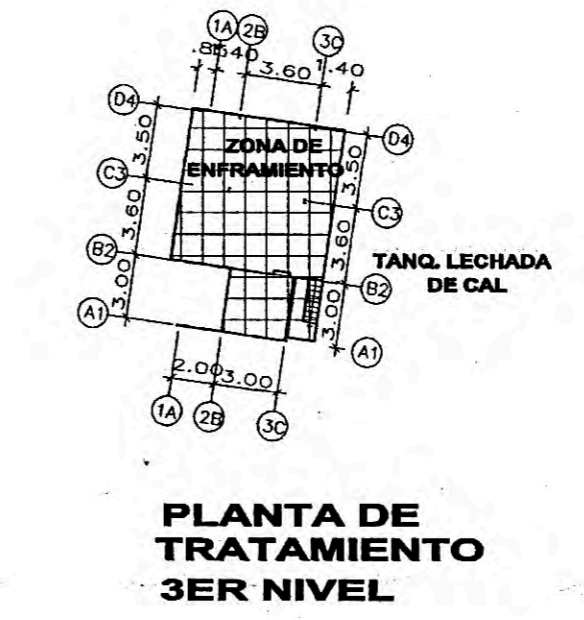 1A 2B 3C
.85 1.40 3.60 1.40
D4 D4
3.50 3.50
ZONA DE
ENFRAMIENTO
C3 C3
3.60 3.60
TANQ. LECHADA
DE CAL
B2 B2
3.00 3.00
A1 A1
2.00 3.00
1A 2B 3C
PLANTA DE
TRATAMIENTO
3ER NIVEL